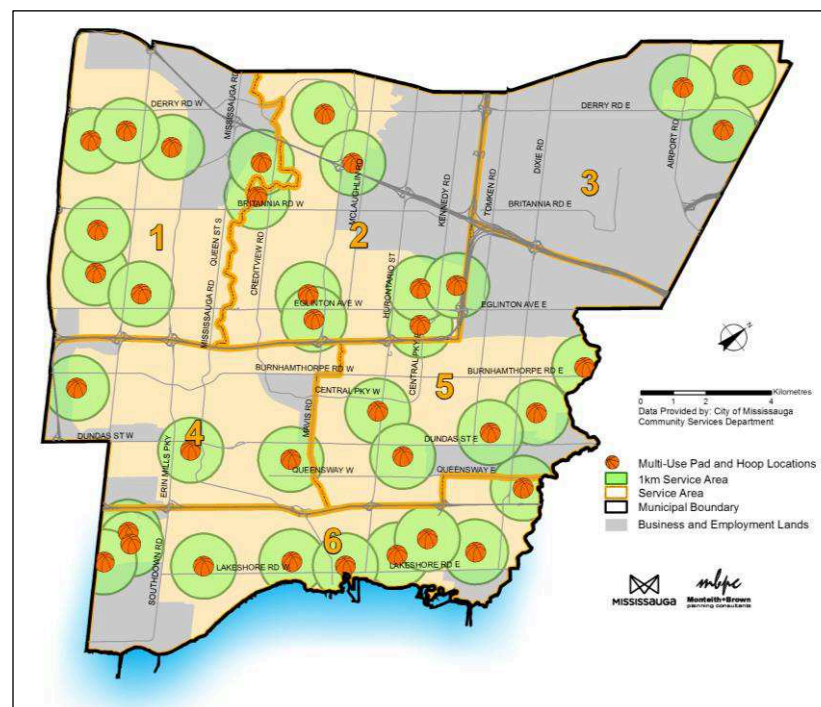 MISSISSAUGA RD
DERRY RD W
DERRY RD E
AIRPORT RD
MCLAUGHLIN RD
KENNEDY RD
TOMKEN RD
DIXIE RD
3
BRITANNIA RD W
BRITANNIA RD E
1
2
QUEEN ST S
CREDITVIEW RD
HURONTARIO ST
MISSISSAUGA RD
EGLINTON AVE W
EGLINTON AVE E
N
CENTRAL PKY E
BURNHAMTHORPE RD W
BURNHAMTHORPE RD E
5
CENTRAL PKY W
MAVIS RD
DUNDAS ST W
4
DUNDAS ST E
ERIN MILLS PKY
QUEENSWAY W
QUEENSWAY E
6
SOUTHDOWN RD
LAKESHORE RD W
LAKESHORE RD E
Kilometres
0 1 2 4
Data Provided by: City of Mississauga
Community Services Department
Multi-Use Pad and Hoop Locations
1km Service Area
Service Area
Municipal Boundary
Business and Employment Lands
MISSISSAUGA
mbpc
Monteith•Brown
planning consultants